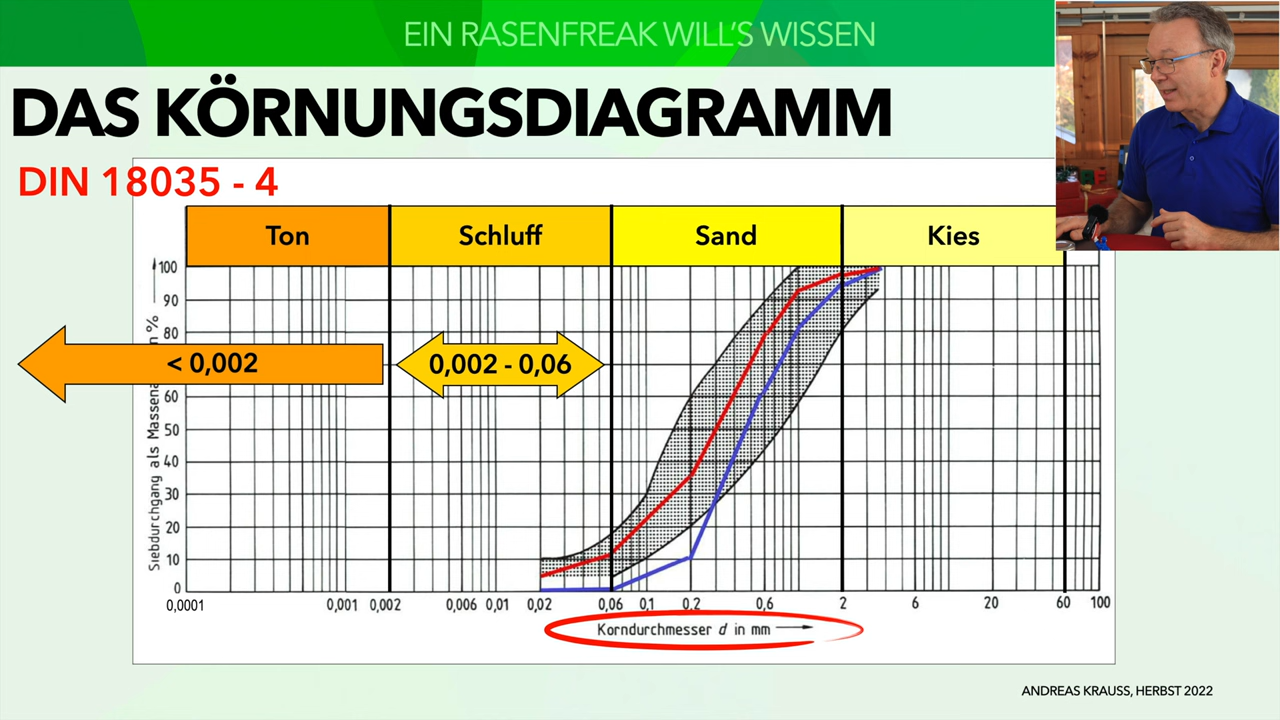 EIN RASENFREAK WILL'S WISSEN
DAS KÖRNUNGSDIAGRAMM
DIN 18035 - 4
Ton Schluff Sand Kies
100
90
80
60
50
40
30
20
10
0
Siebdurchgang als
< 0,002
0,002 - 0,06
0,0001 0,001 0,002 0,006 0,01 0,02 0,06 0,1 0,2 0,6 2 6 20 60 100
Korndurchmesser d in mm
ANDREAS KRAUSS, HERBST 2022